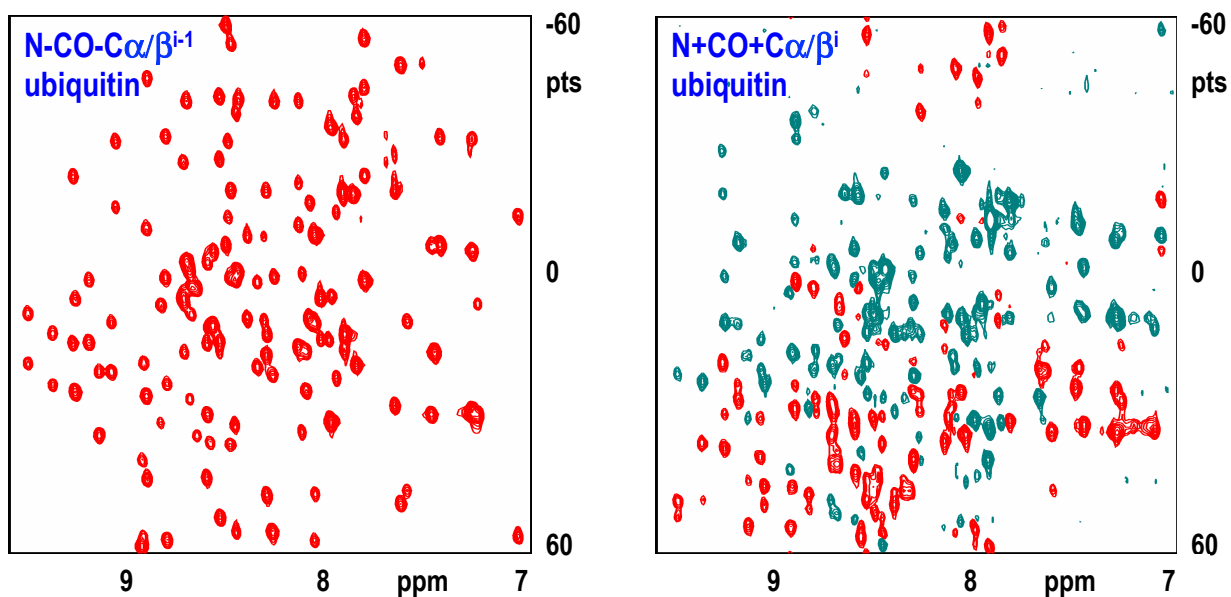 N-CO-Cα/βⁱ⁻¹
ubiquitin
-60
pts
0
60
9
8
ppm
7
N+CO+Cα/βⁱ
ubiquitin
-60
pts
0
60
9
8
ppm
7